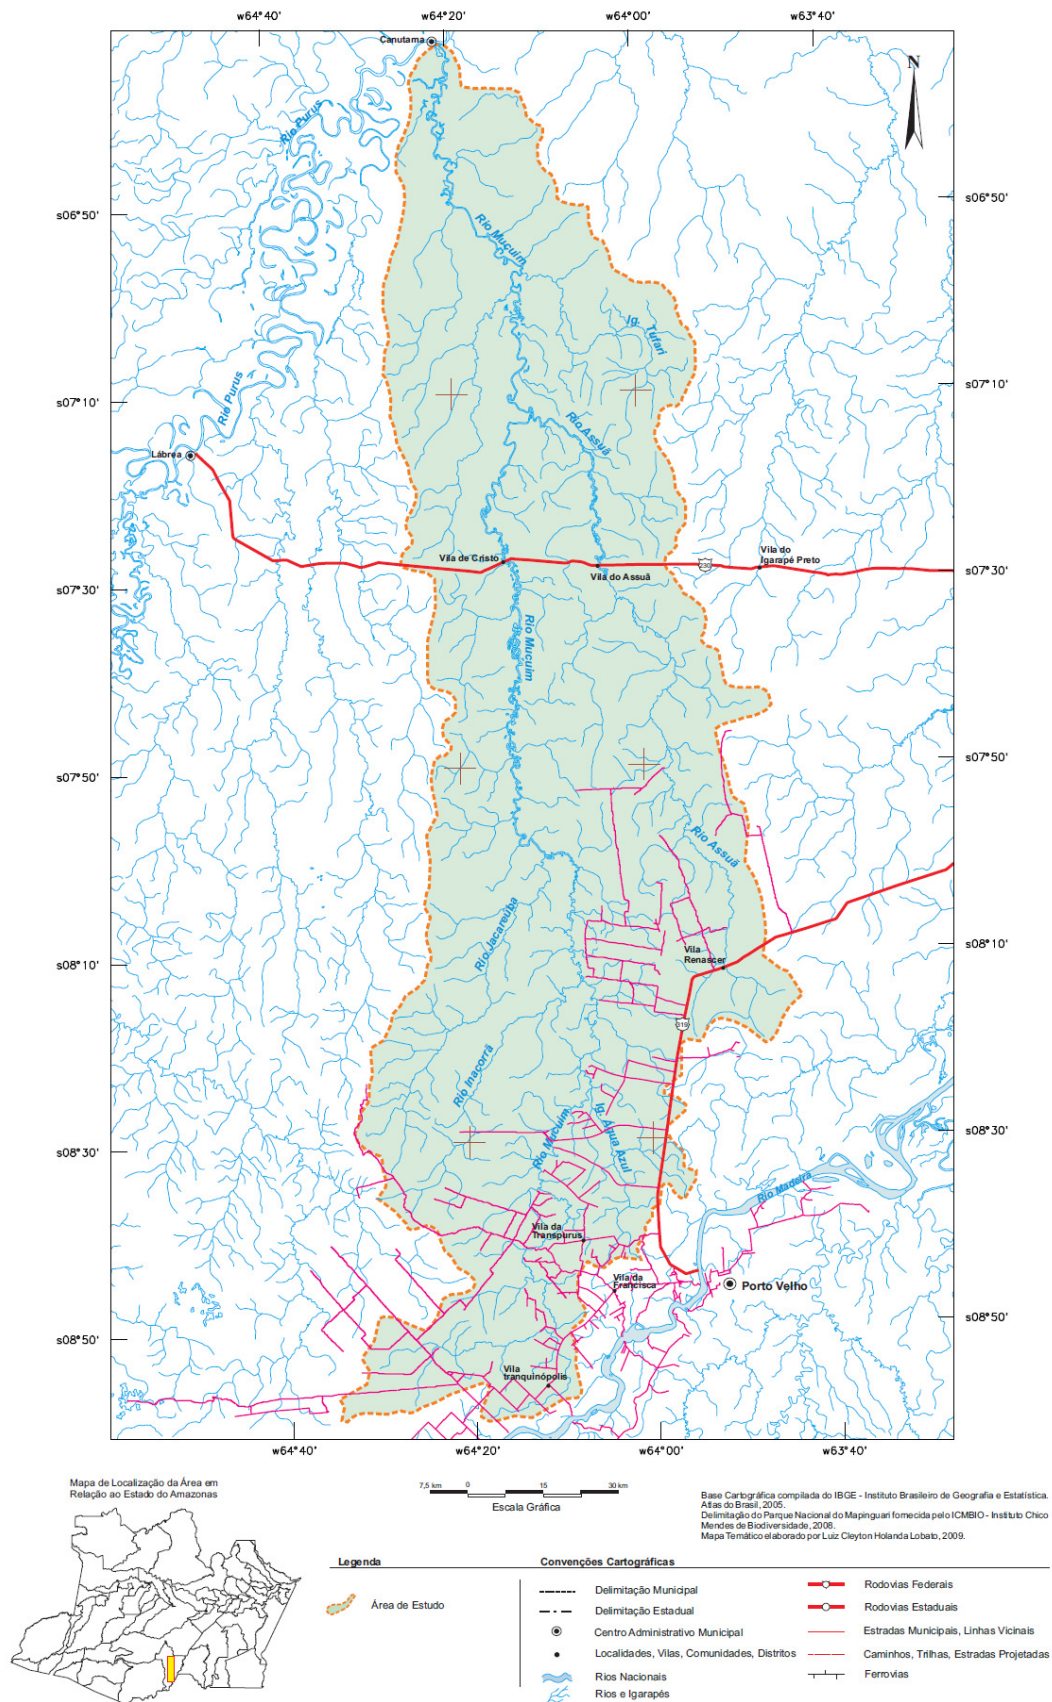 w64°40'
w64°20'
w64°00'
w63°40'
Canutama
N
Rio Purus
s06°50'
s06°50'
Rio Mucuim
Ig. Tufari
s07°10'
s07°10'
Rio Purus
Rio Assuã
Lábrea
Vila de Cristo
Vila do
Igarapé Preto
230
Vila do Assuã
s07°30'
s07°30'
Rio Mucuim
s07°50'
s07°50'
Rio Assuã
Rio Jacareúba
Vila
Renascer
s08°10'
s08°10'
319
Rio Inacorrã
Rio Mucuim
Ig. Água Azul
s08°30'
s08°30'
Rio Madeira
Vila da
Transpurus
Vila da
Francisca
Porto Velho
s08°50'
s08°50'
Vila
tranquinópolis
w64°40'
w64°20'
w64°00'
w63°40'
Mapa de Localização da Área em
Relação ao Estado do Amazonas
7,5 km 0 15 30 km
Escala Gráfica
Base Cartográfica compilada do IBGE - Instituto Brasileiro de Geografia e Estatística.
Atlas do Brasil, 2005.
Delimitação do Parque Nacional do Mapinguari fornecida pelo ICMBIO - Instituto Chico
Mendes de Biodiversidade, 2008.
Mapa Temático elaborado por Luiz Cleyton Holanda Lobato, 2009.
Legenda
Área de Estudo
Convenções Cartográficas
Delimitação Municipal
Delimitação Estadual
Centro Administrativo Municipal
Localidades, Vilas, Comunidades, Distritos
Rios Nacionais
Rios e Igarapés
Rodovias Federais
Rodovias Estaduais
Estradas Municipais, Linhas Vicinais
Caminhos, Trilhas, Estradas Projetadas
Ferrovias